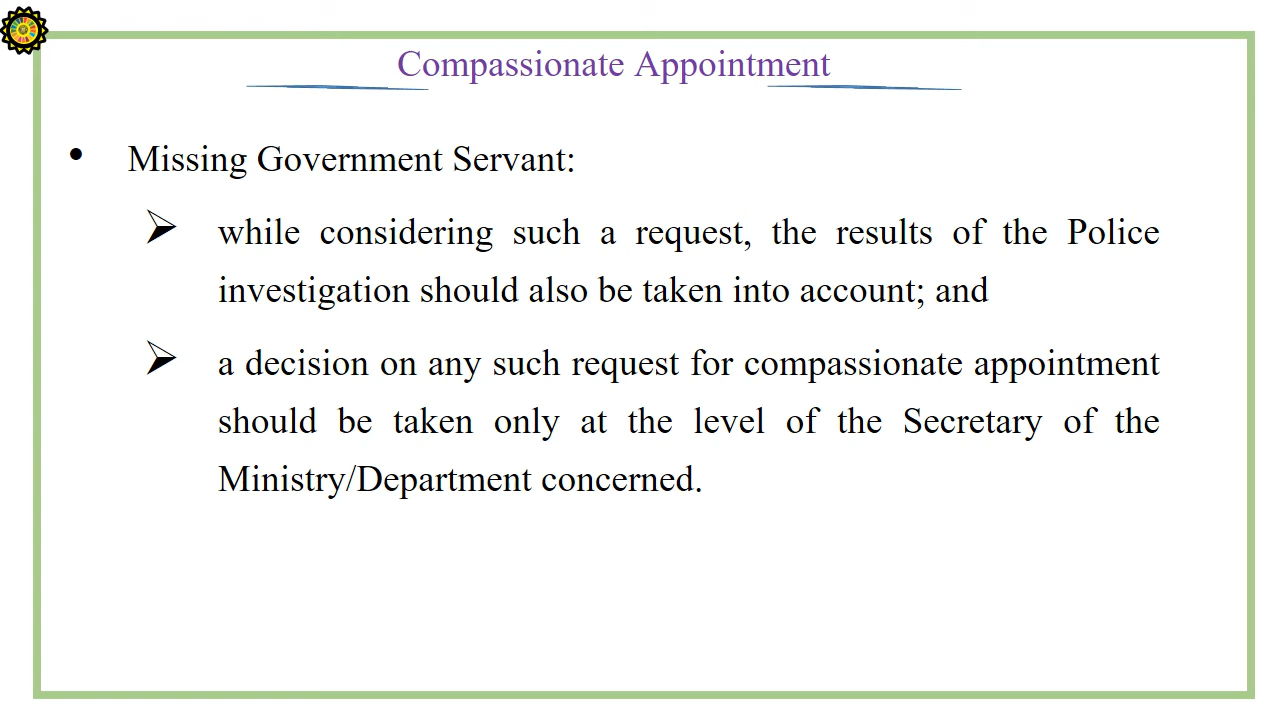 Compassionate Appointment
• Missing Government Servant:
➢ while considering such a request, the results of the Police
investigation should also be taken into account; and
➢ a decision on any such request for compassionate appointment
should be taken only at the level of the Secretary of the
Ministry/Department concerned.